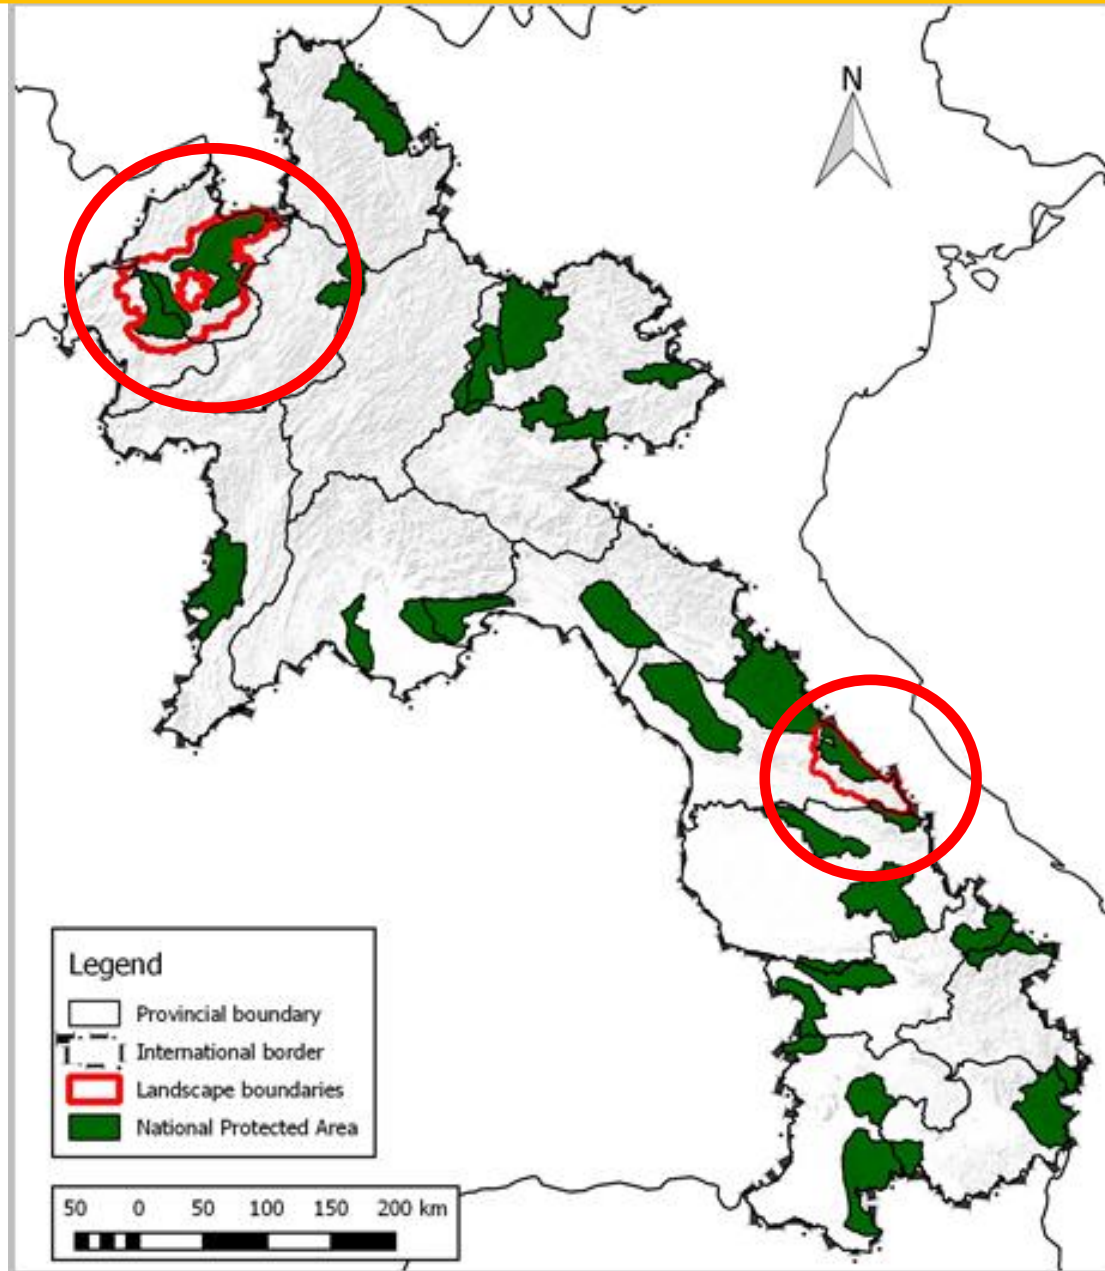 N
Legend
Provincial boundary
International border
Landscape boundaries
National Protected Area
50 0 50 100 150 200 km